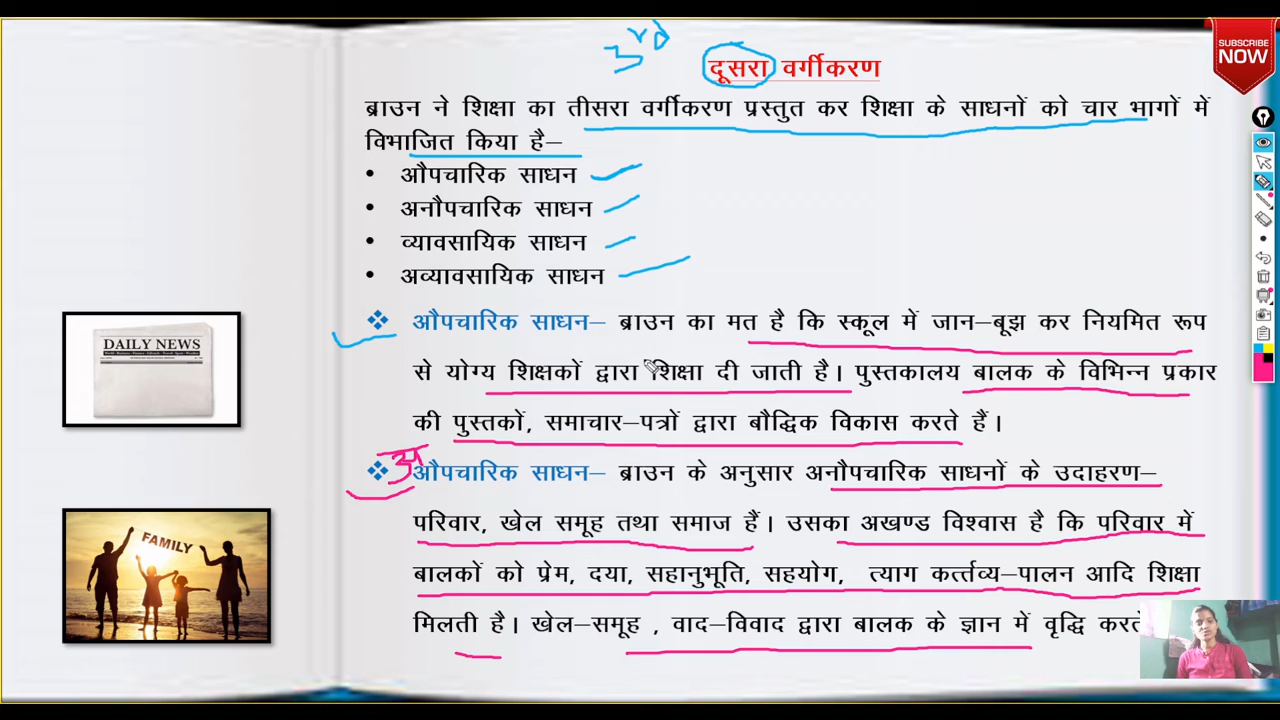 SUBSCRIBE
NOW
3rd
दूसरा वर्गीकरण
ब्राउन ने शिक्षा का तीसरा वर्गीकरण प्रस्तुत कर शिक्षा के साधनों को चार भागों में
विभाजित किया है–
• औपचारिक साधन
• अनौपचारिक साधन
• व्यावसायिक साधन
• अव्यावसायिक साधन
❖ औपचारिक साधन– ब्राउन का मत है कि स्कूल में जान–बूझ कर नियमित रूप
से योग्य शिक्षकों द्वारा शिक्षा दी जाती है। पुस्तकालय बालक के विभिन्न प्रकार
की पुस्तकों, समाचार–पत्रों द्वारा बौद्धिक विकास करते हैं।
DAILY NEWS
❖ अ औपचारिक साधन– ब्राउन के अनुसार अनौपचारिक साधनों के उदाहरण–
परिवार, खेल समूह तथा समाज हैं। उसका अखण्ड विश्वास है कि परिवार में
बालकों को प्रेम, दया, सहानुभूति, सहयोग, त्याग कर्त्तव्य–पालन आदि शिक्षा
मिलती है। खेल–समूह , वाद–विवाद द्वारा बालक के ज्ञान में वृद्धि करते
FAMILY